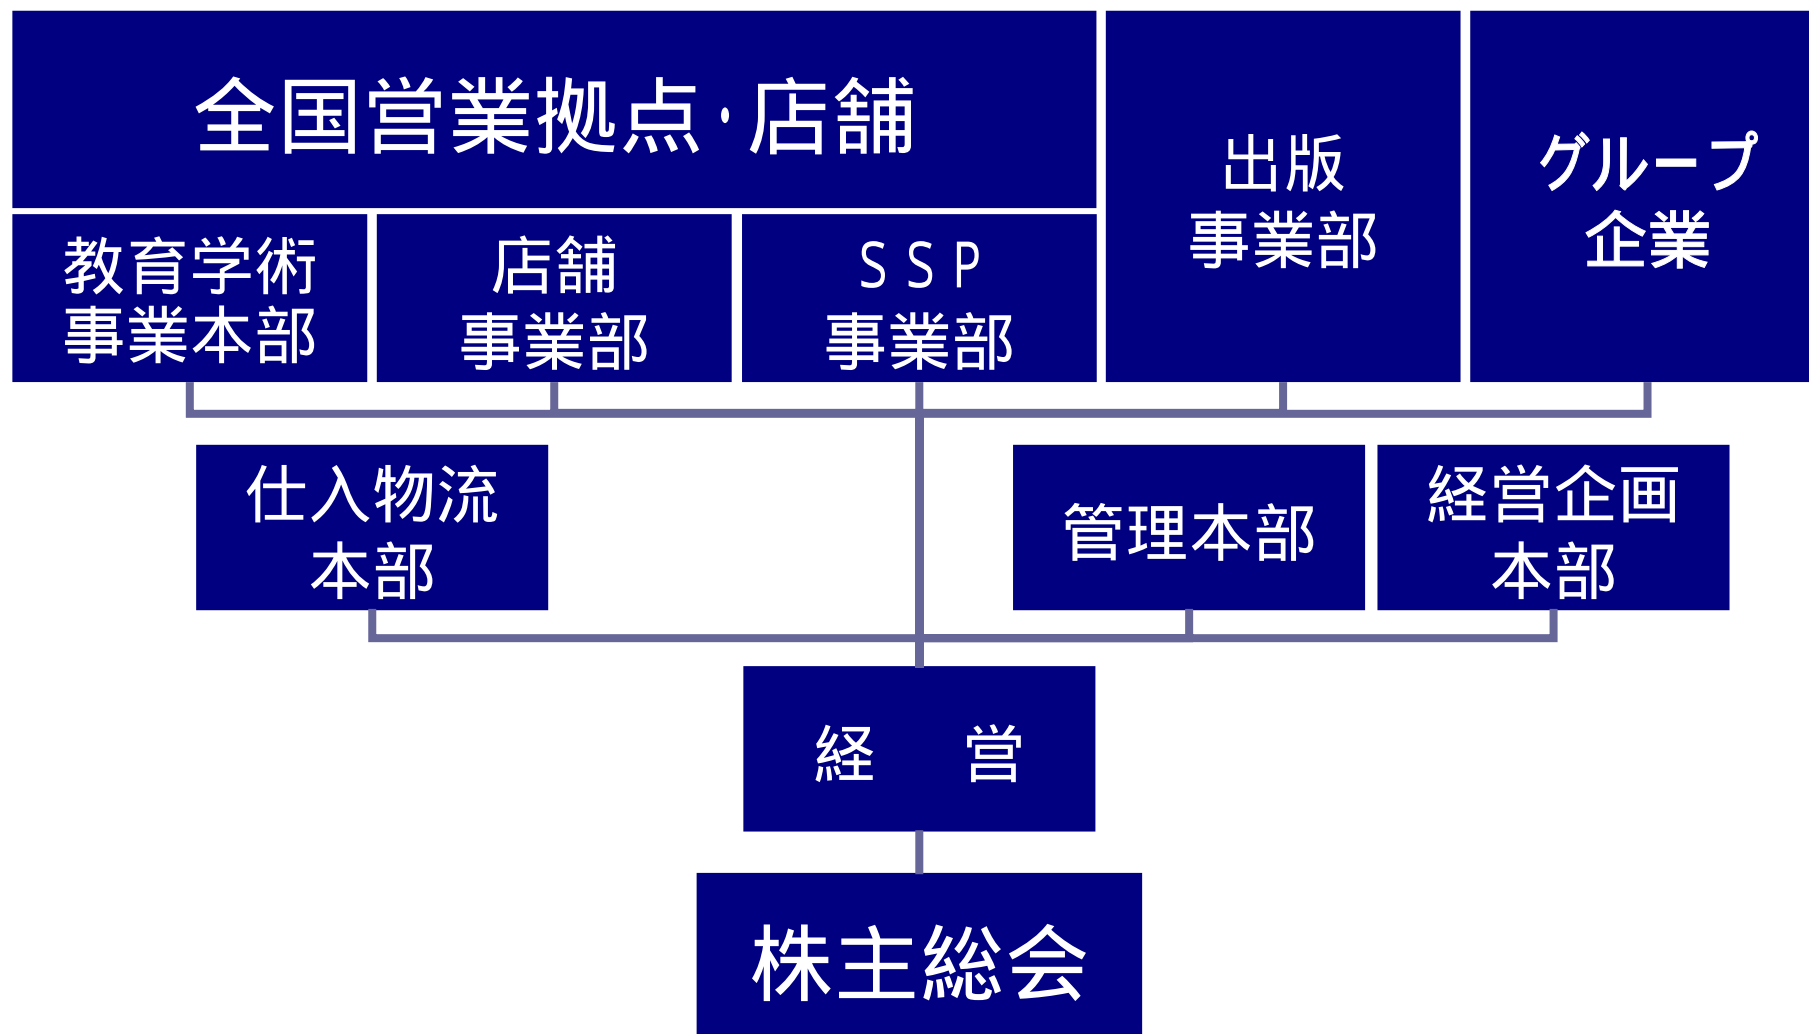 全国営業拠点・店舗
教育学術
事業本部
店舗
事業部
ＳＳＰ
事業部
出版
事業部
グループ
企業
仕入物流
本部
管理本部
経営企画
本部
経　営
株主総会